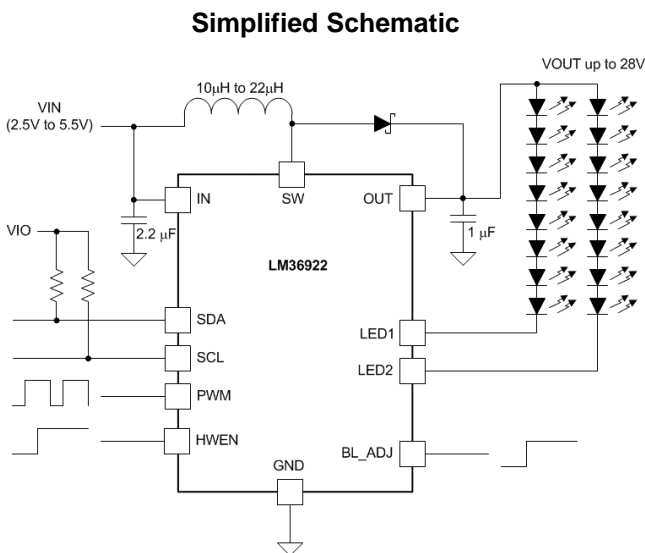 Simplified Schematic
VOUT up to 28V
10μH to 22μH
VIN
(2.5V to 5.5V)
IN
SW
OUT
VIO
2.2 μF
1 μF
LM36922
SDA
LED1
SCL
LED2
PWM
HWEN
BL_ADJ
GND